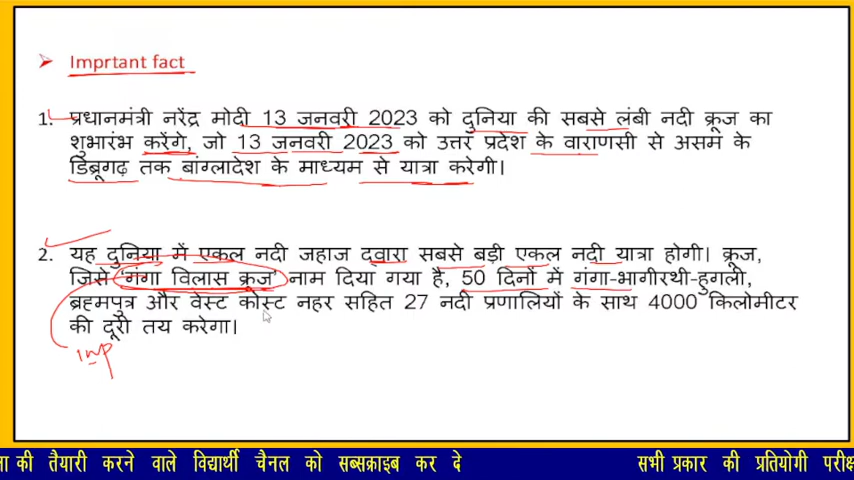 Imprtant fact
1. प्रधानमंत्री नरेंद्र मोदी 13 जनवरी 2023 को दुनिया की सबसे लंबी नदी क्रूज का
शुभारंभ करेंगे, जो 13 जनवरी 2023 को उत्तर प्रदेश के वाराणसी से असम के
डिब्रूगढ़ तक बांग्लादेश के माध्यम से यात्रा करेगी।
2. यह दुनिया में एकल नदी जहाज दवारा सबसे बड़ी एकल नदी यात्रा होगी। क्रूज,
जिसे 'गंगा विलास क्रूज' नाम दिया गया है, 50 दिनों में गंगा-भागीरथी-हुगली,
ब्रह्मपुत्र और वेस्ट कोस्ट नहर सहित 27 नदी प्रणालियों के साथ 4000 किलोमीटर
की दूरी तय करेगा।
imp
की तैयारी करने वाले विद्यार्थी चैनल को सब्सक्राइब कर दे सभी प्रकार की प्रतियोगी